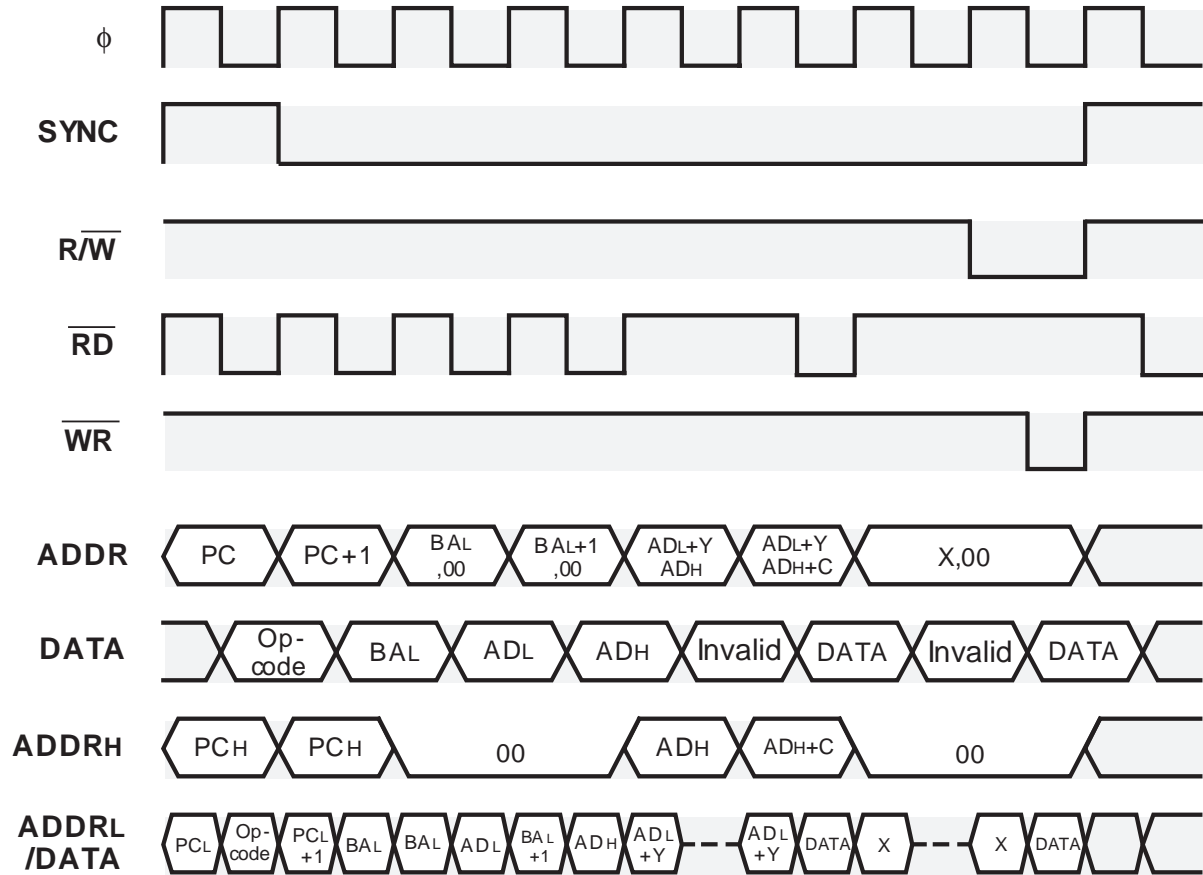 ϕ
SYNC
R/W
RD
WR
ADDR
PC
PC+1
BAL
,00
BAL+1
,00
ADL+Y
ADH
ADL+Y
ADH+C
X,00
DATA
Op-
code
BAL
ADL
ADH
Invalid
DATA
Invalid
DATA
ADDRH
PCH
PCH
00
ADH
ADH+C
00
ADDRL
/DATA
PCL
Op-
code
PCL
+1
BAL
BAL
ADL
BAL
+1
ADH
ADL
+Y
ADL
+Y
DATA
X
X
DATA